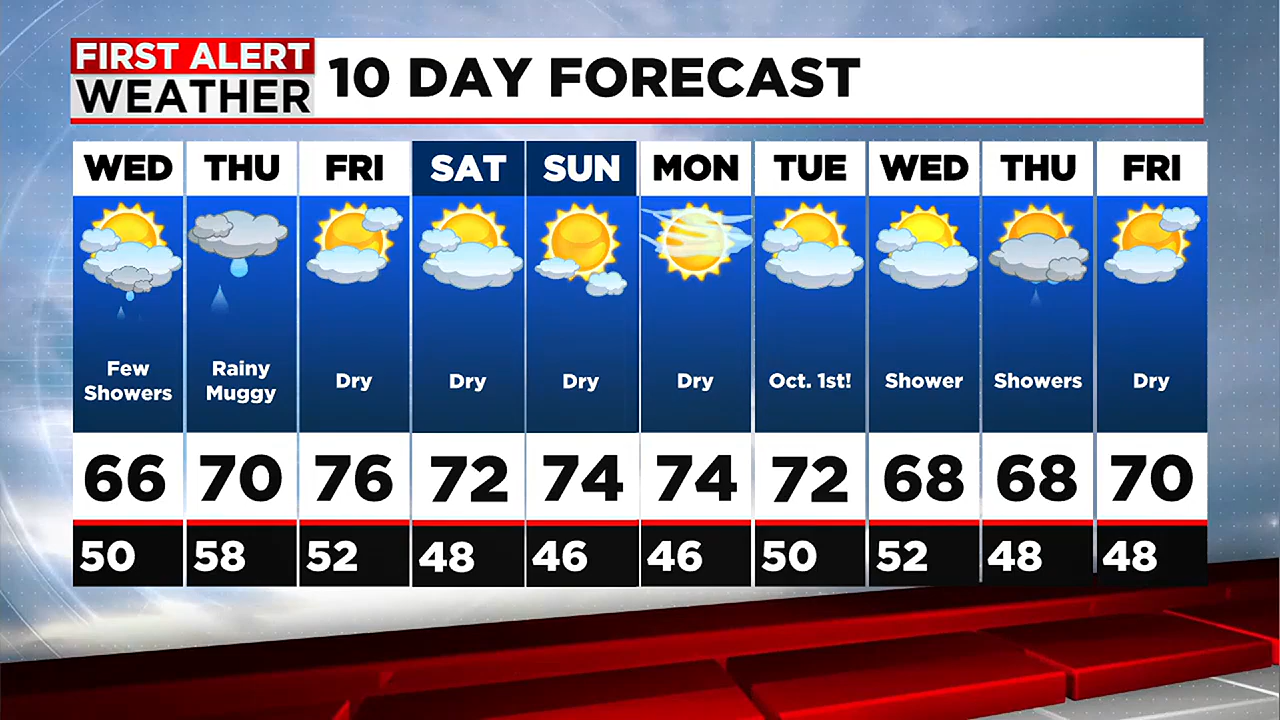 FIRST ALERT
WEATHER
10 DAY FORECAST
WED THU FRI SAT SUN MON TUE WED THU FRI
Few Showers Rainy Muggy Dry Dry Dry Dry Oct. 1st! Shower Showers Dry
66 70 76 72 74 74 72 68 68 70
50 58 52 48 46 46 50 52 48 48